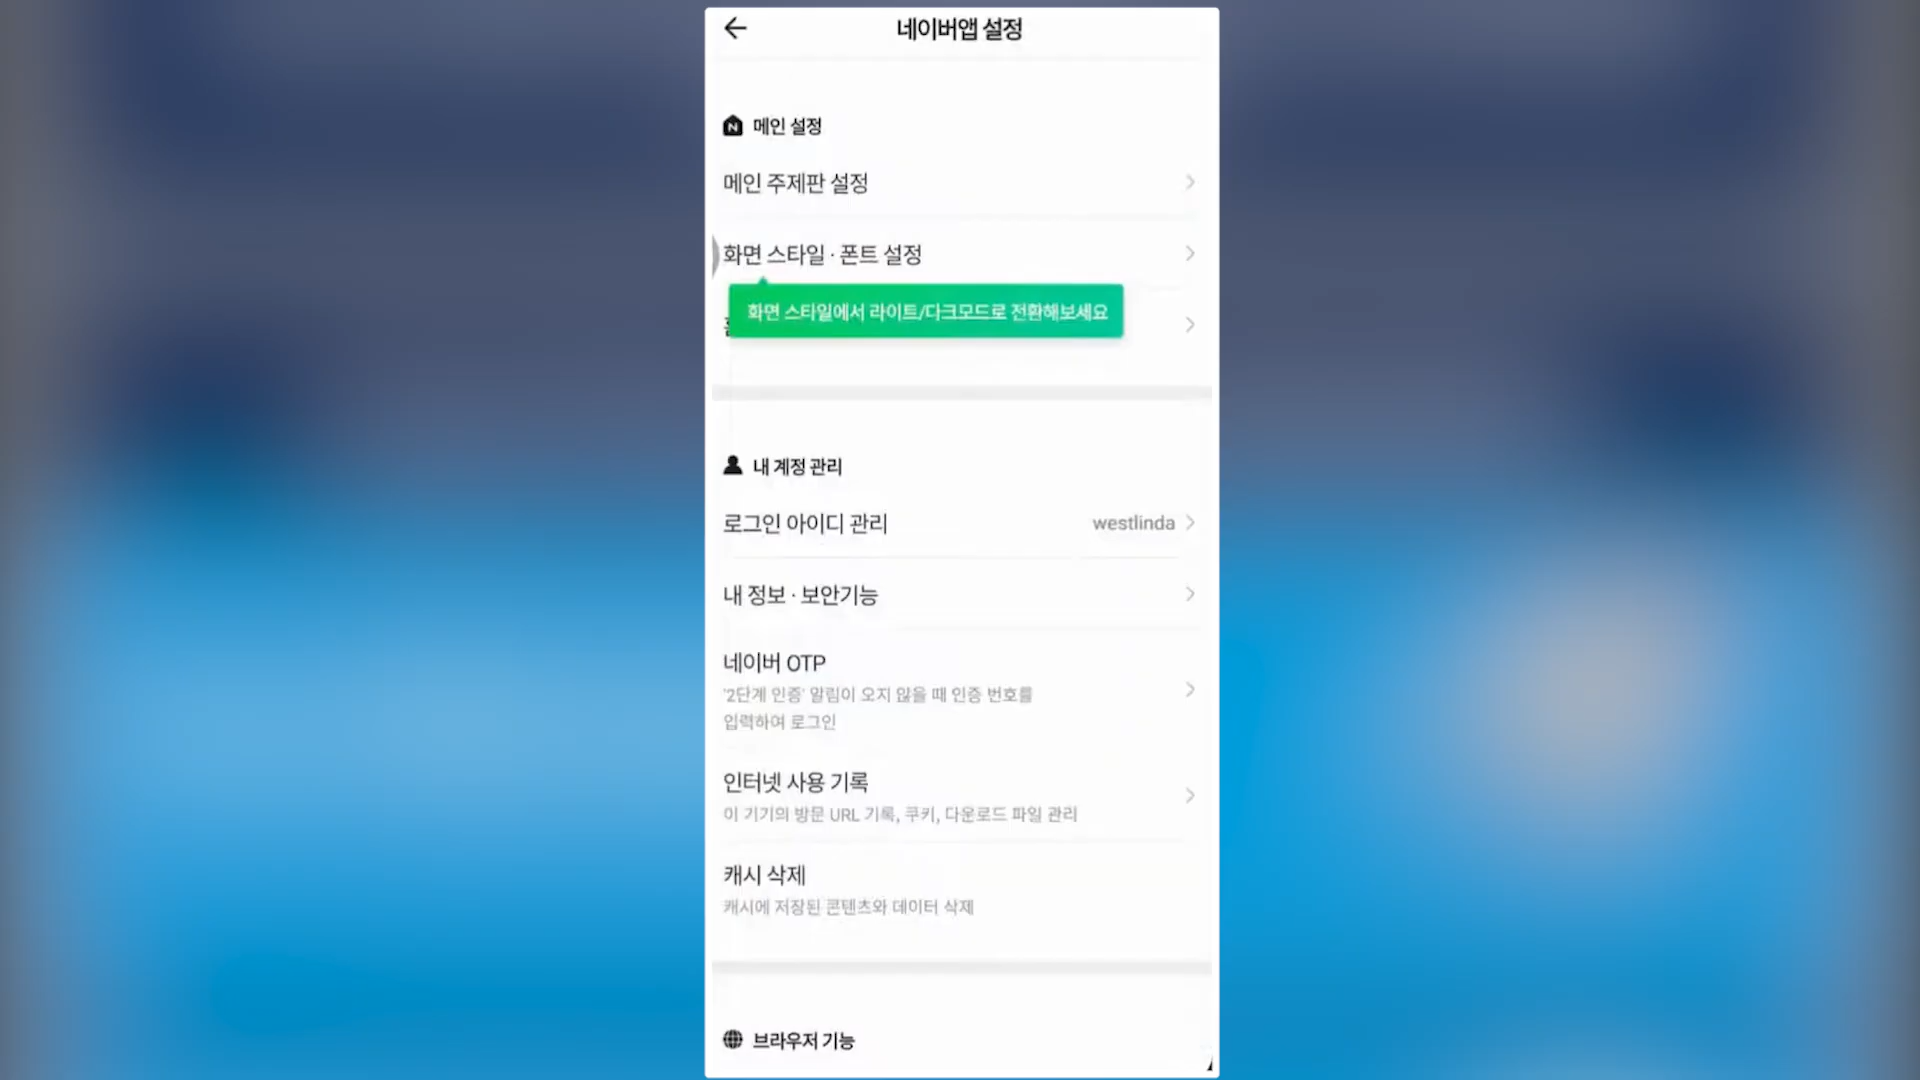 네이버앱 설정
메인 설정
메인 주제판 설정
화면 스타일 · 폰트 설정
화면 스타일에서 라이트/다크모드로 전환해보세요
내 계정 관리
로그인 아이디 관리 westlinda
내 정보 · 보안기능
네이버 OTP
'2단계 인증' 알림이 오지 않을 때 인증 번호를
입력하여 로그인
인터넷 사용 기록
이 기기의 방문 URL 기록, 쿠키, 다운로드 파일 관리
캐시 삭제
캐시에 저장된 콘텐츠와 데이터 삭제
브라우저 기능